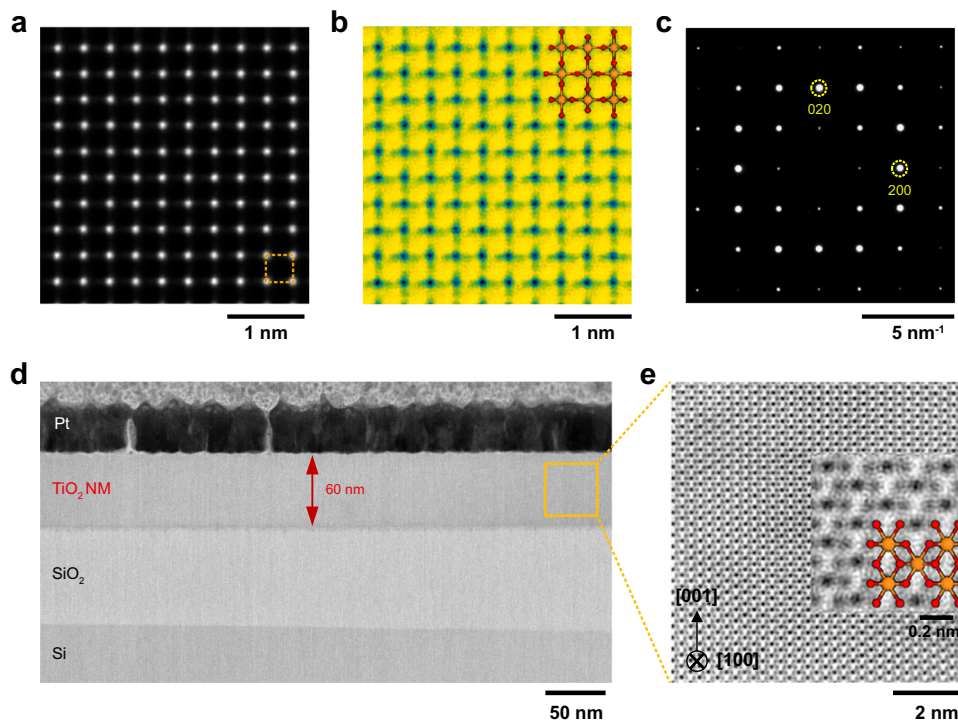 a
b
c
020
200
1 nm
1 nm
5 nm⁻¹
d
e
Pt
TiO₂ NM
60 nm
SiO₂
[001]
0.2 nm
Si
[100]
50 nm
2 nm